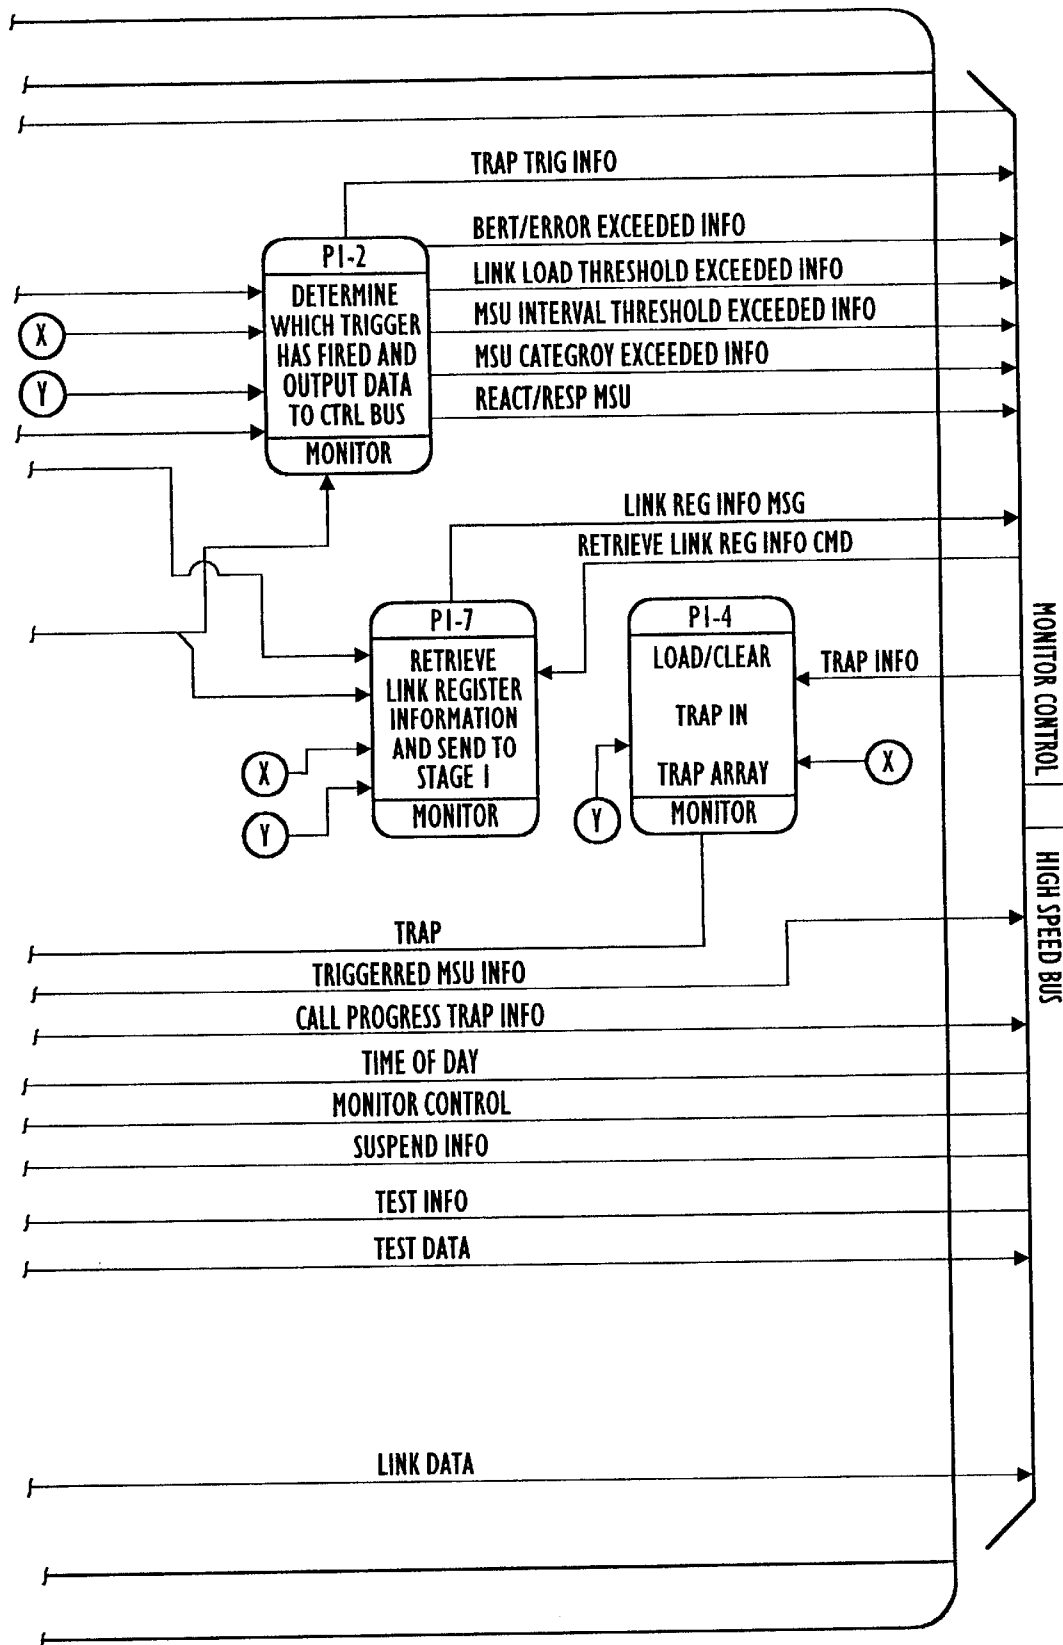 TRAP TRIG INFO
BERT/ERROR EXCEEDED INFO
P1-2
LINK LOAD THRESHOLD EXCEEDED INFO
DETERMINE
WHICH TRIGGER
HAS FIRED AND
OUTPUT DATA
TO CTRL BUS
MONITOR
MSU INTERVAL THRESHOLD EXCEEDED INFO
X
MSU CATEGROY EXCEEDED INFO
Y
REACT/RESP MSU
LINK REG INFO MSG
RETRIEVE LINK REG INFO CMD
P1-7
RETRIEVE
LINK REGISTER
INFORMATION
AND SEND TO
STAGE 1
MONITOR
X
Y
P1-4
LOAD/CLEAR
TRAP IN
TRAP ARRAY
MONITOR
TRAP INFO
X
Y
MONITOR CONTROL
HIGH SPEED BUS
TRAP
TRIGGERRED MSU INFO
CALL PROGRESS TRAP INFO
TIME OF DAY
MONITOR CONTROL
SUSPEND INFO
TEST INFO
TEST DATA
LINK DATA